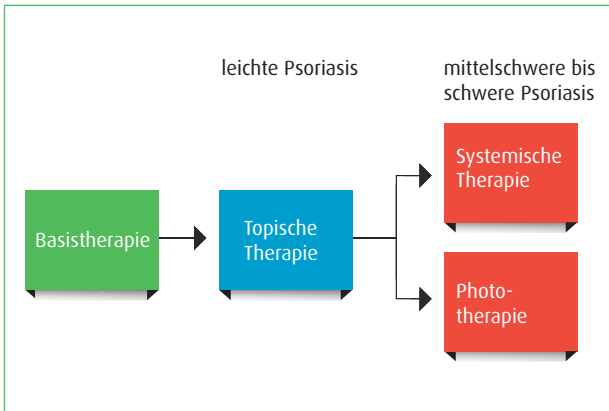 leichte Psoriasis
mittelschwere bis
schwere Psoriasis
Basistherapie
Topische
Therapie
Systemische
Therapie
Photo-
therapie